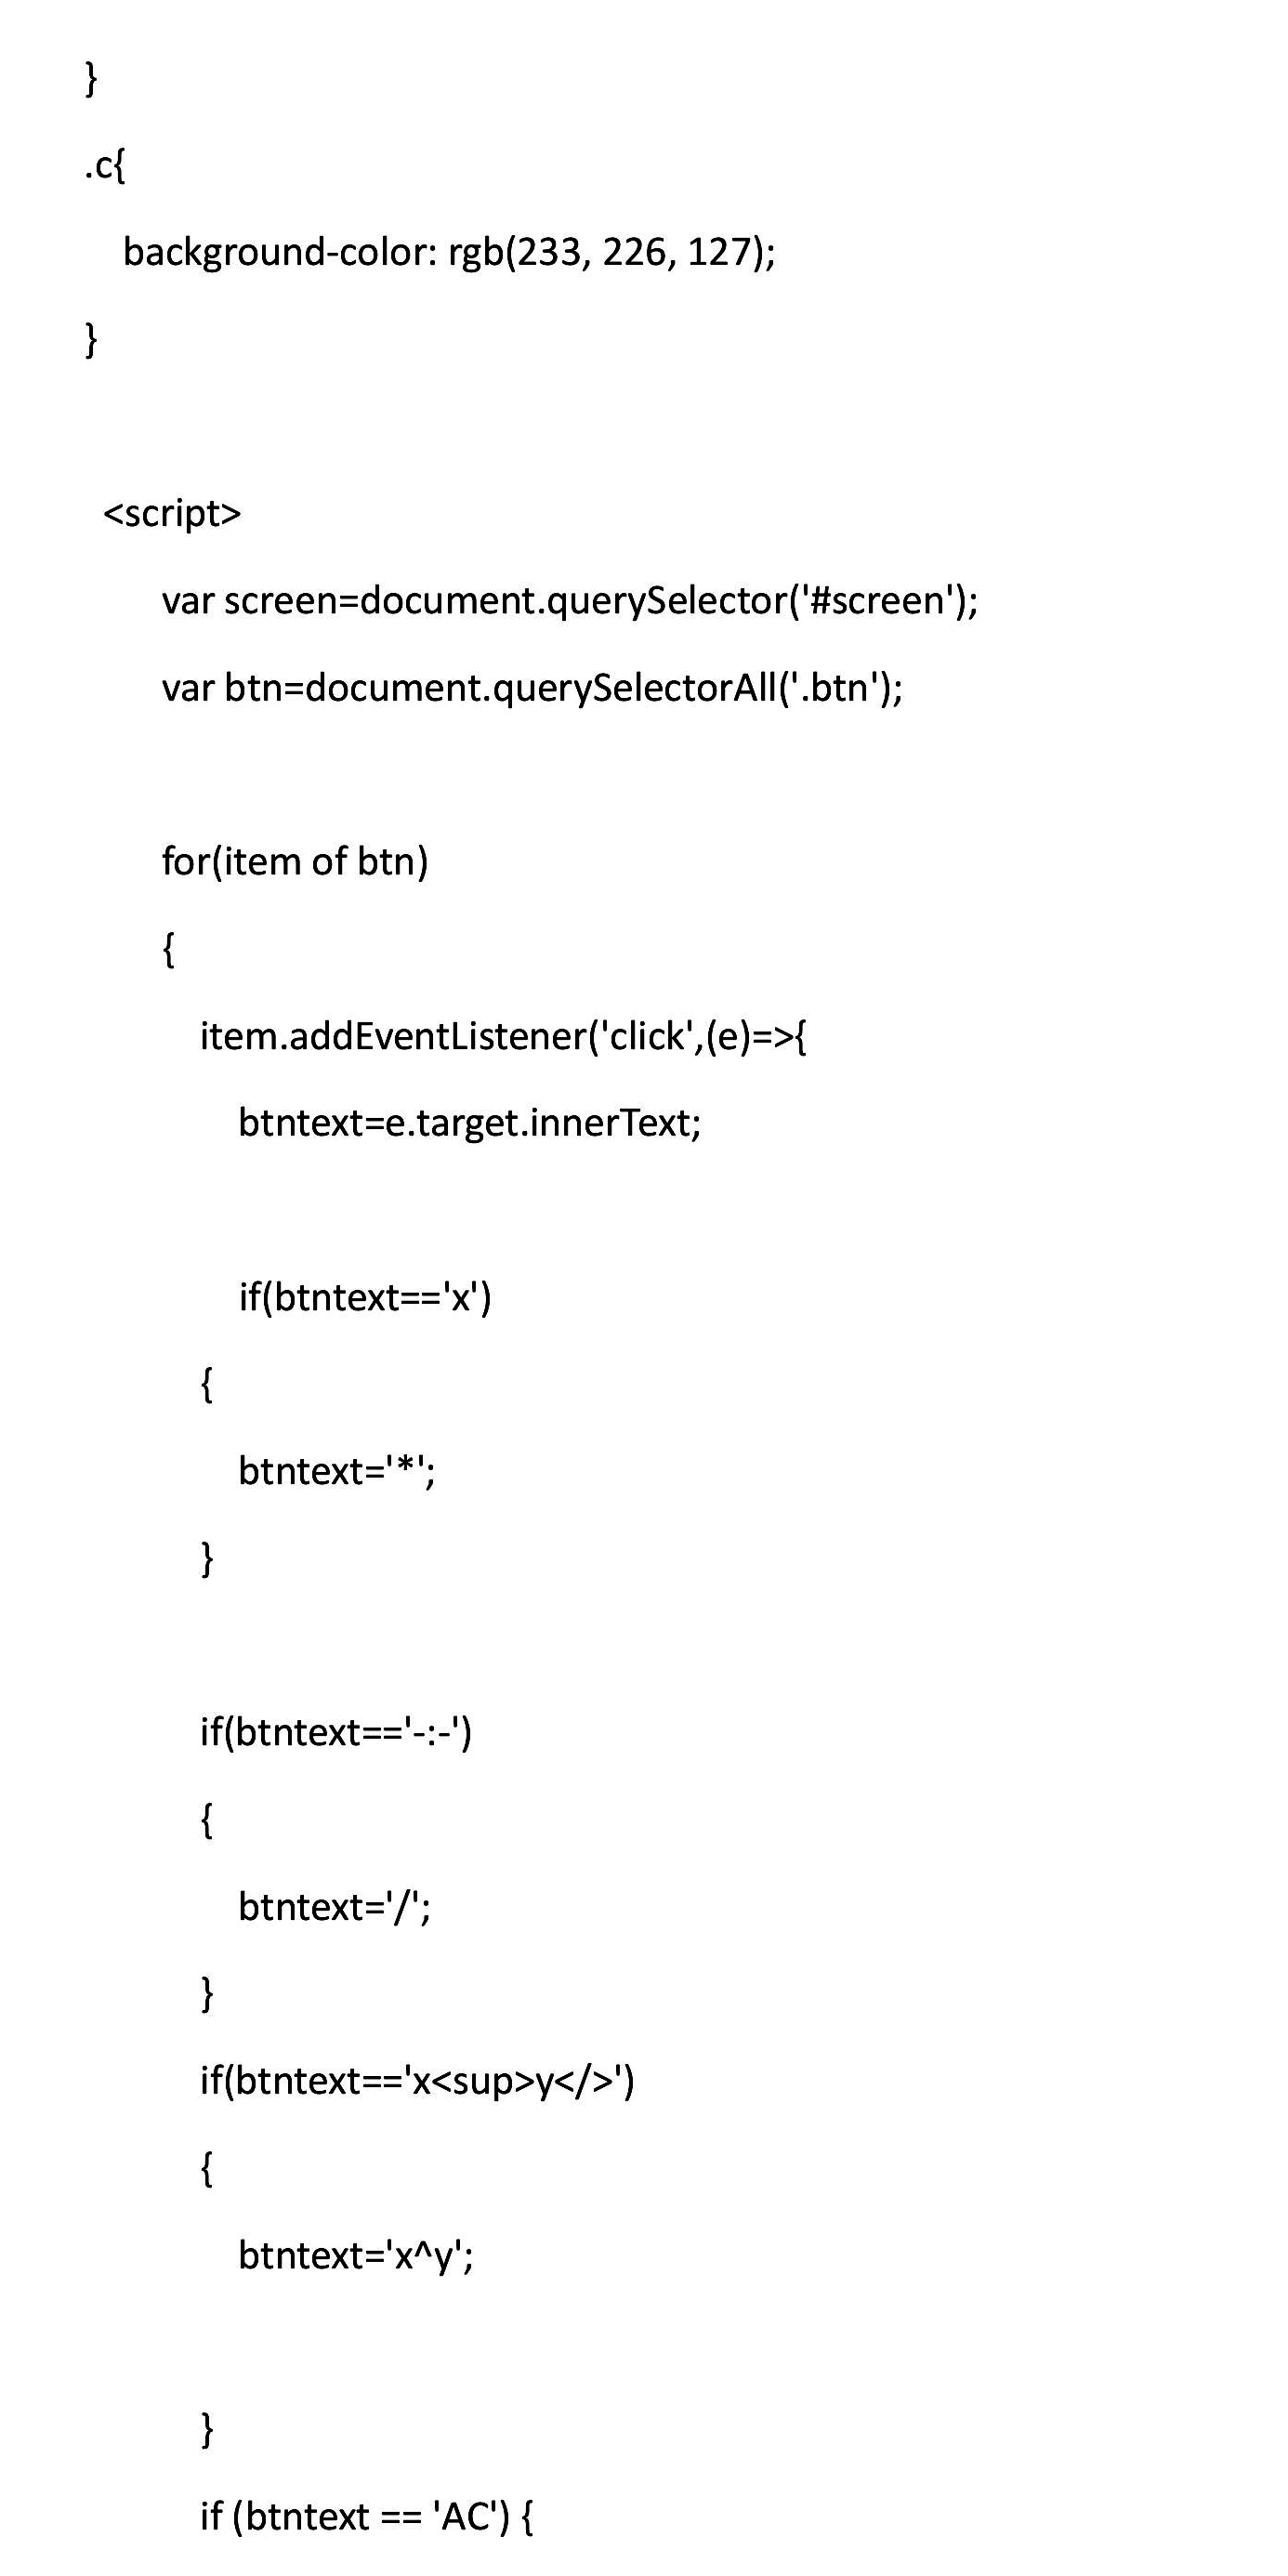 }
.c{
background-color: rgb(233, 226, 127);
}
<script>
var screen=document.querySelector('#screen');
var btn=document.querySelectorAll('.btn');
for(item of btn)
{
item.addEventListener('click',(e)=>{
btntext=e.target.innerText;
if(btntext=='x')
{
btntext='*';
}
if(btntext=='-:-')
{
btntext='/';
}
if(btntext=='x<sup>y</>')
{
btntext='x^y';
}
if (btntext == 'AC') {